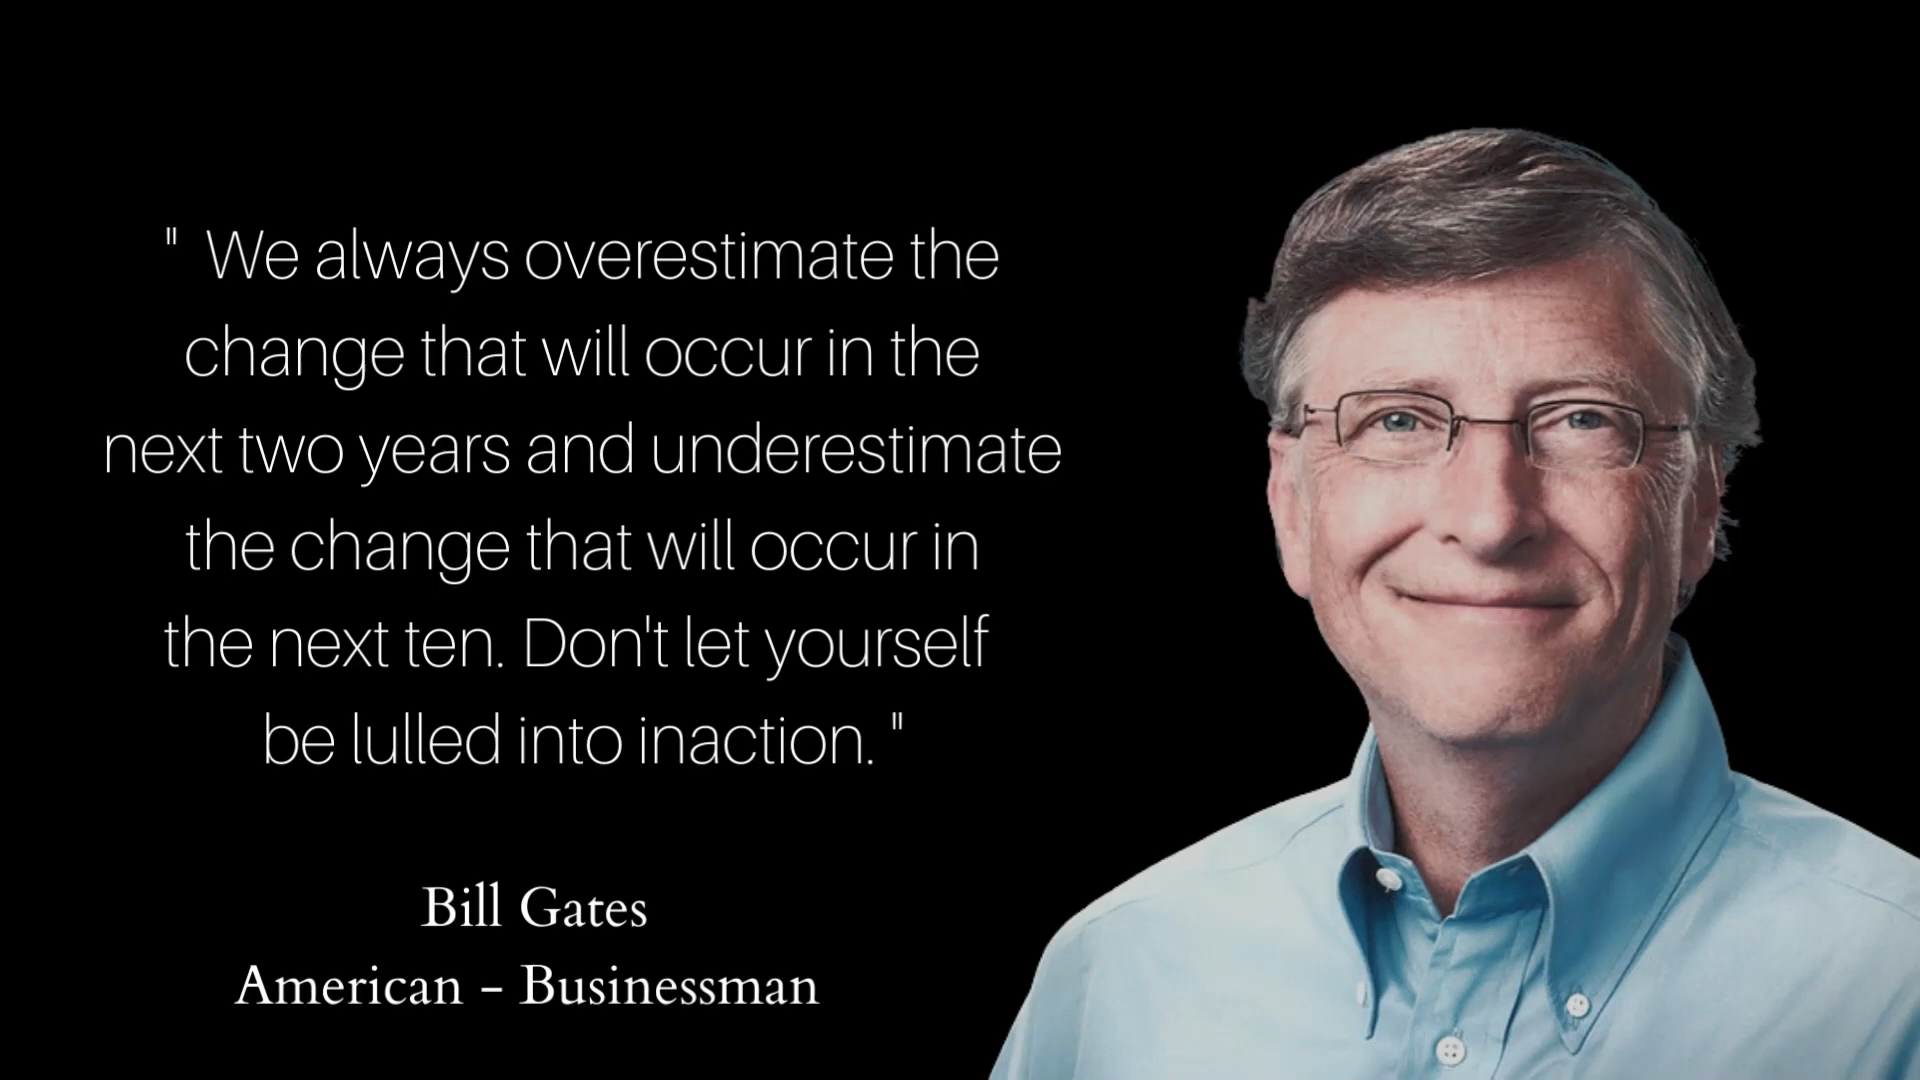 " We always overestimate the
change that will occur in the
next two years and underestimate
the change that will occur in
the next ten. Don't let yourself
be lulled into inaction. "
Bill Gates
American – Businessman